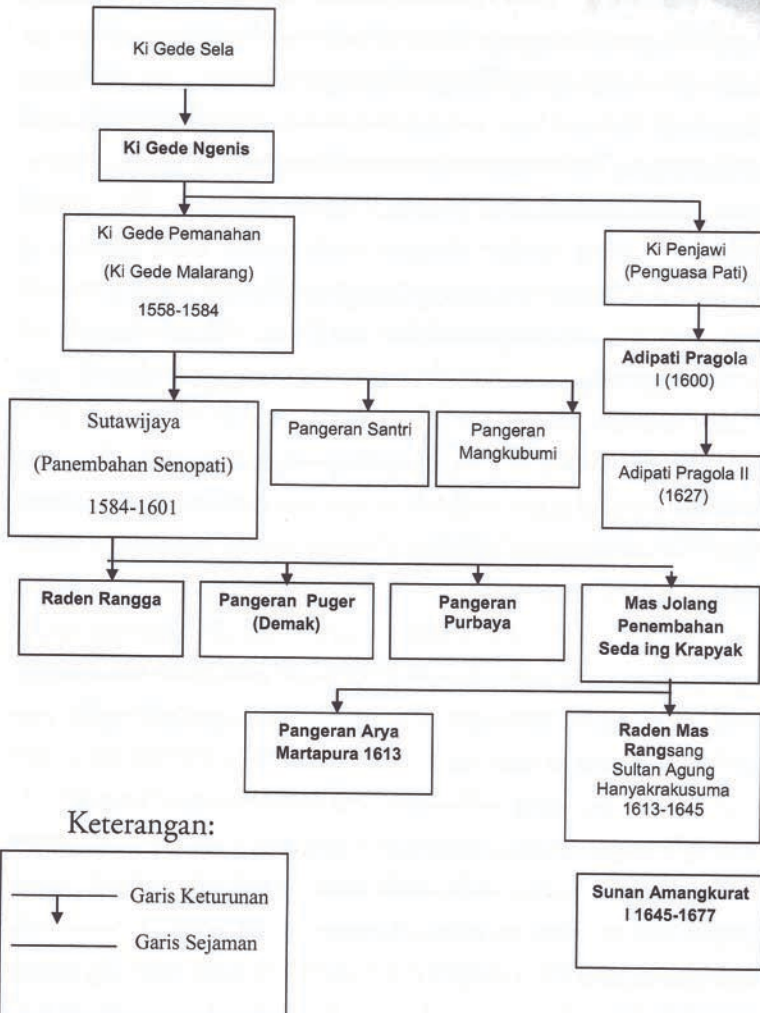 Ki Gede Sela
Ki Gede Ngenis
Ki Gede Pemanahan
(Ki Gede Malarang)
1558-1584
Ki Penjawi
(Penguasa Pati)
Adipati Pragola
I (1600)
Sutawijaya
(Panembahan Senopati)
1584-1601
Pangeran Santri
Pangeran
Mangkubumi
Adipati Pragola II
(1627)
Raden Rangga
Pangeran Puger
(Demak)
Pangeran
Purbaya
Mas Jolang
Penembahan
Seda ing Krapyak
Pangeran Arya
Martapura 1613
Raden Mas
Rangsang
Sultan Agung
Hanyakrakusuma
1613-1645
Keterangan:
Garis Keturunan
Garis Sejaman
Sunan Amangkurat
I 1645-1677